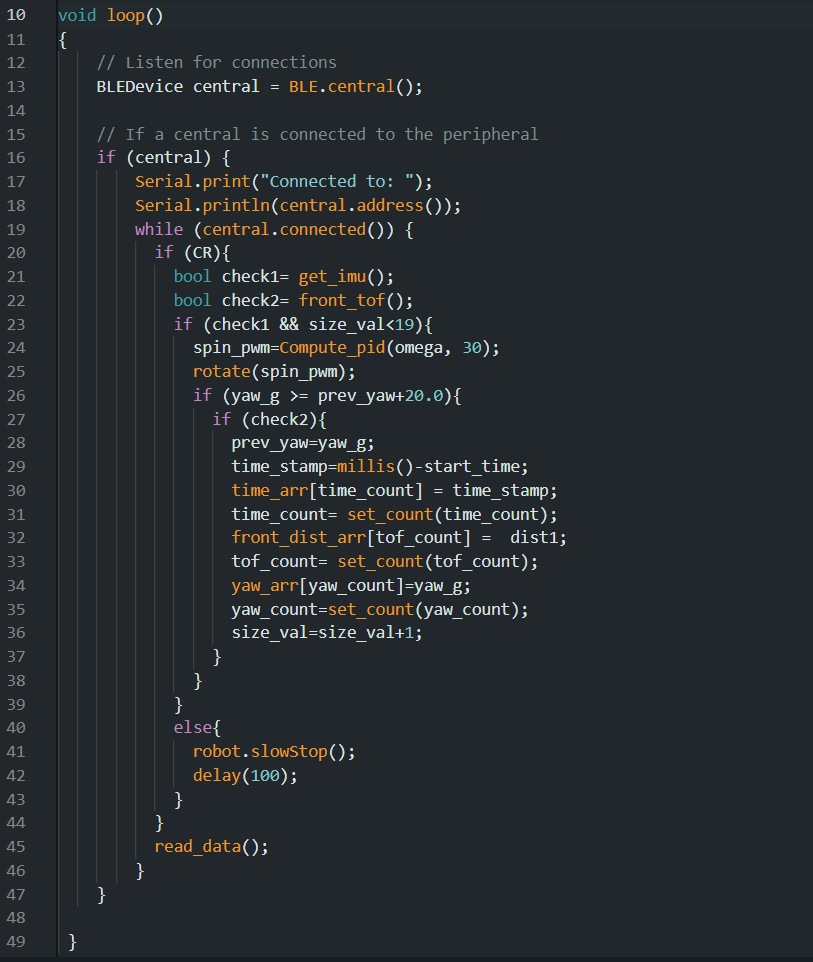 10 void loop()
11 {
12     // Listen for connections
13     BLEDevice central = BLE.central();
14
15     // If a central is connected to the peripheral
16     if (central) {
17         Serial.print("Connected to: ");
18         Serial.println(central.address());
19         while (central.connected()) {
20           if (CR){
21             bool check1= get_imu();
22             bool check2= front_tof();
23             if (check1 && size_val<19){
24               spin_pwm=Compute_pid(omega, 30);
25               rotate(spin_pwm);
26               if (yaw_g >= prev_yaw+20.0){
27                 if (check2){
28                   prev_yaw=yaw_g;
29                   time_stamp=millis()-start_time;
30                   time_arr[time_count] = time_stamp;
31                   time_count= set_count(time_count);
32                   front_dist_arr[tof_count] =  dist1;
33                   tof_count= set_count(tof_count);
34                   yaw_arr[yaw_count]=yaw_g;
35                   yaw_count=set_count(yaw_count);
36                   size_val=size_val+1;
37                 }
38               }
39             }
40             else{
41               robot.slowStop();
42               delay(100);
43             }
44           }
45           read_data();
46         }
47     }
48
49  }